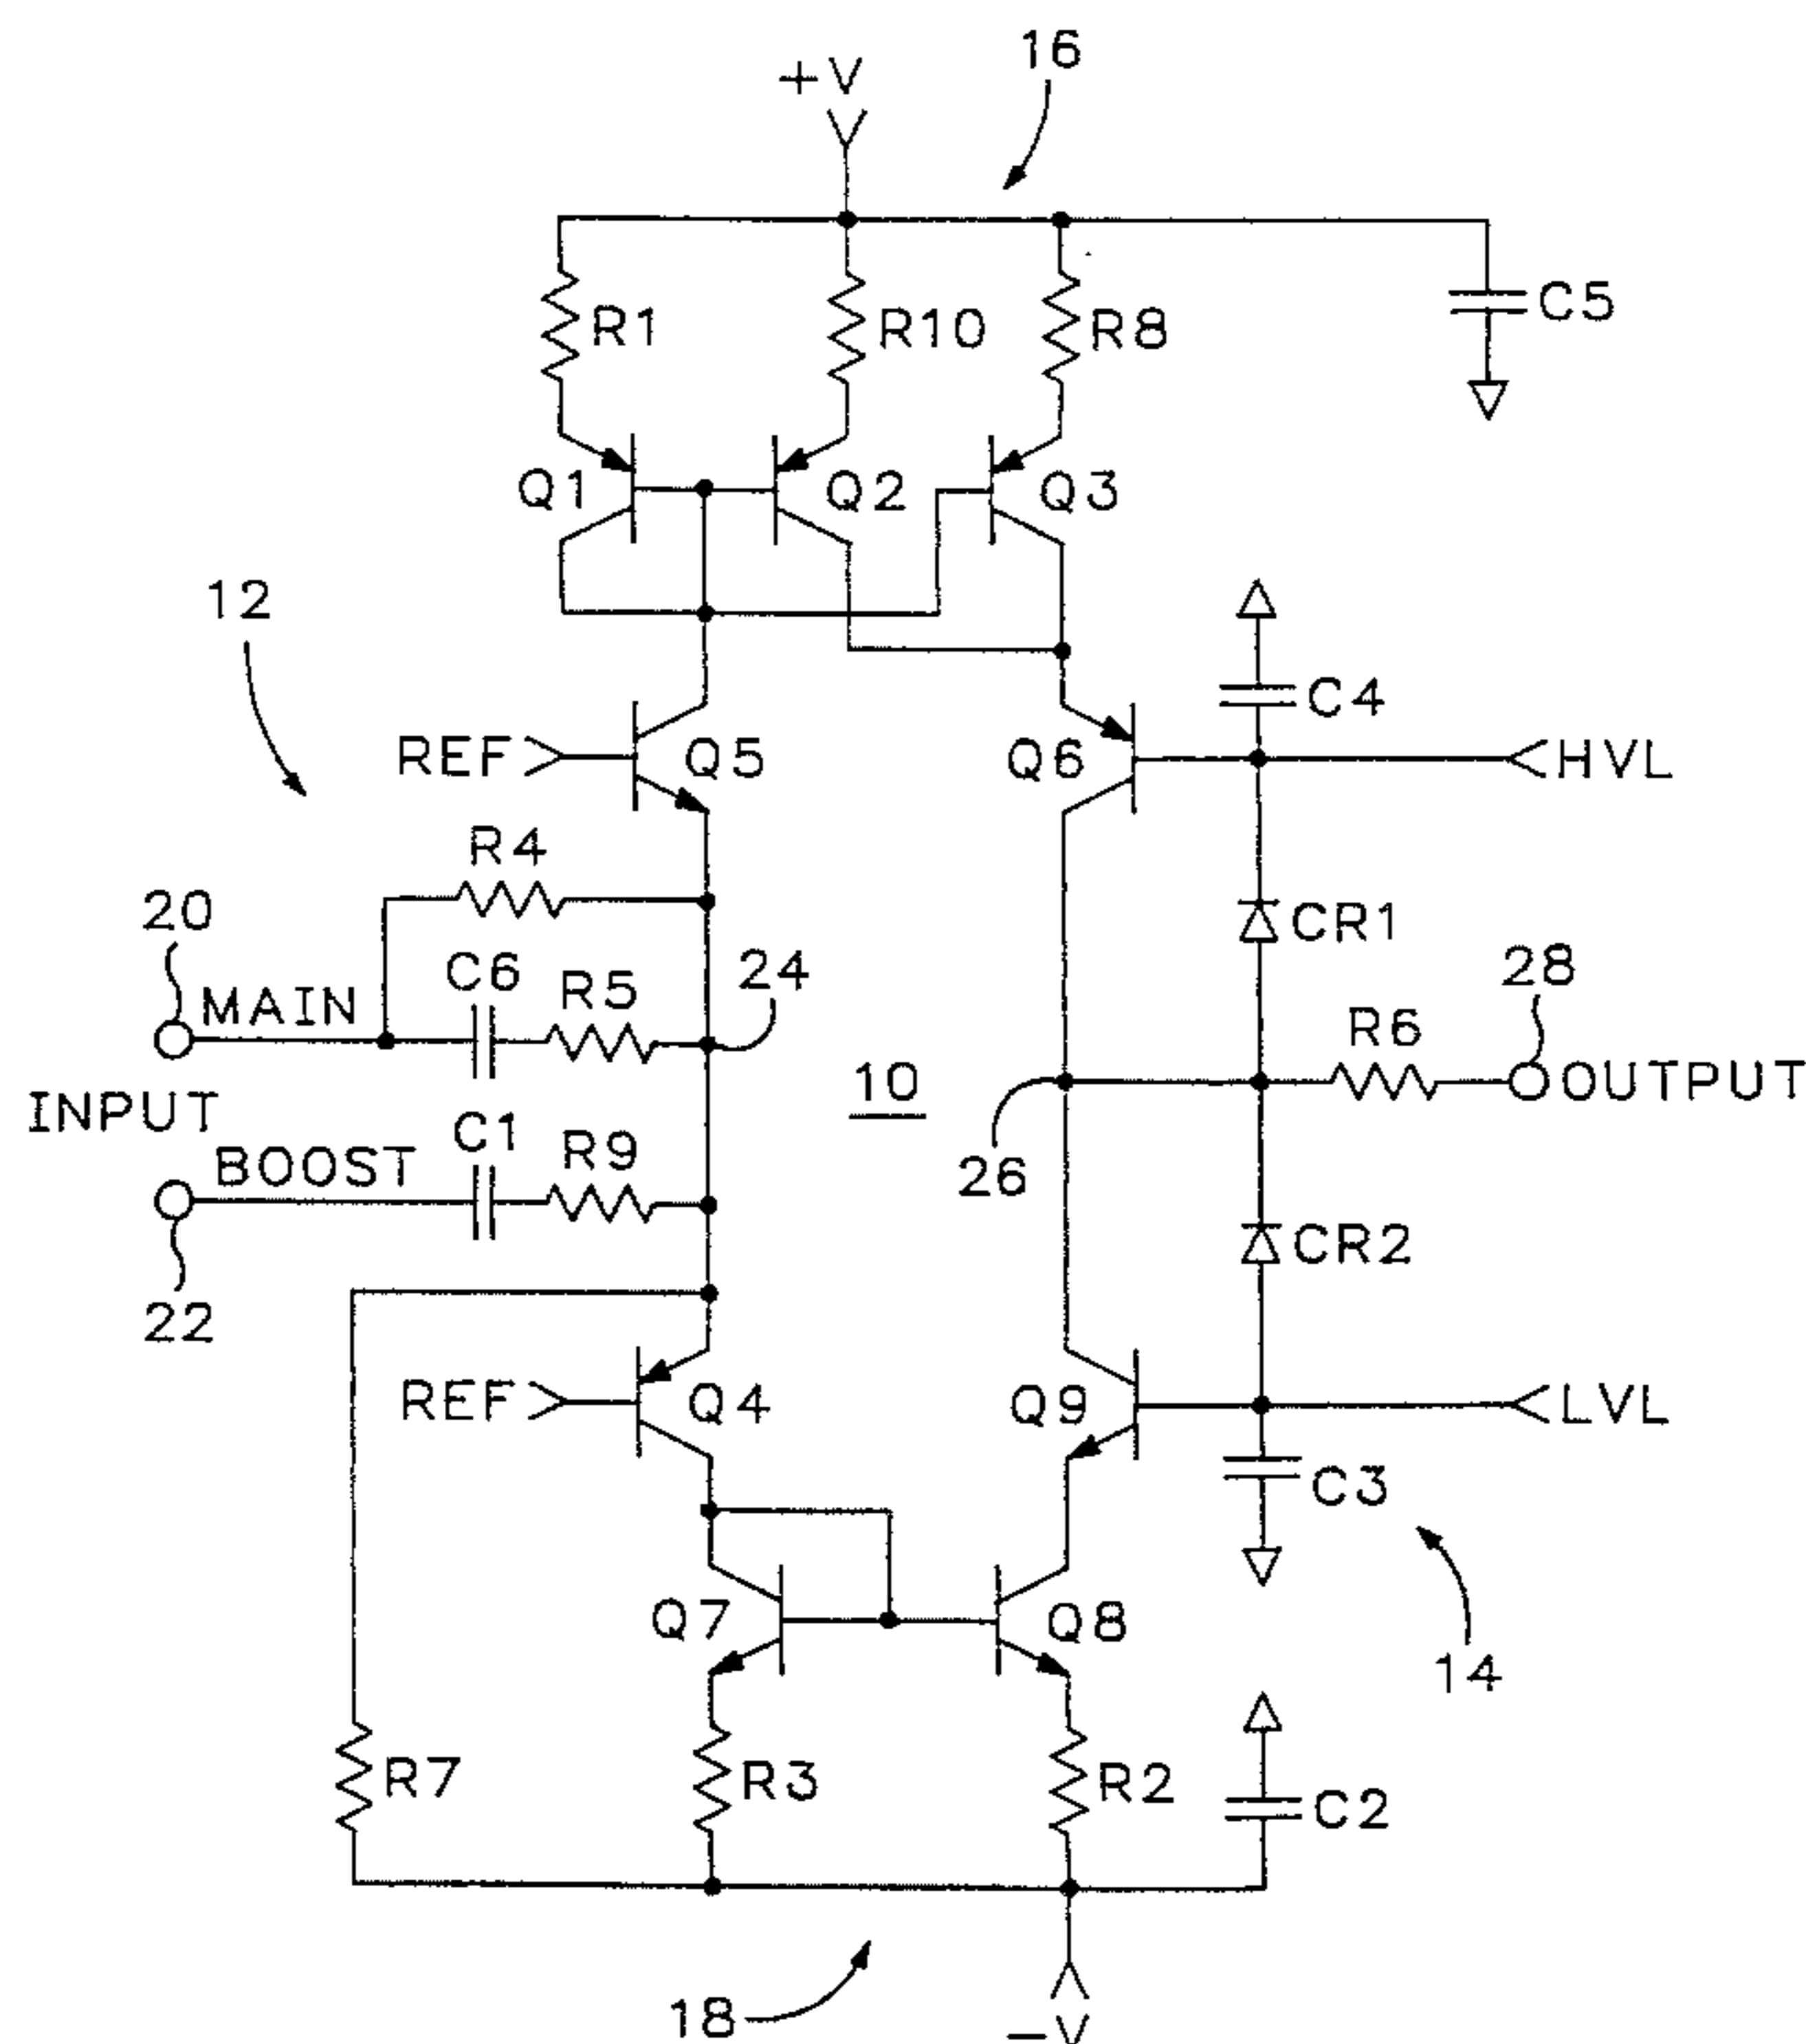 16
+V
R1
R10
R8
C5
Q1
Q2
Q3
12
C4
REF
Q5
Q6
HVL
R4
20
CR1
24
28
C6
R5
MAIN
R6
10
OUTPUT
INPUT
C1
R9
BOOST
26
CR2
22
REF
Q4
Q9
LVL
C3
Q7
Q8
14
R7
R3
R2
C2
18
-V